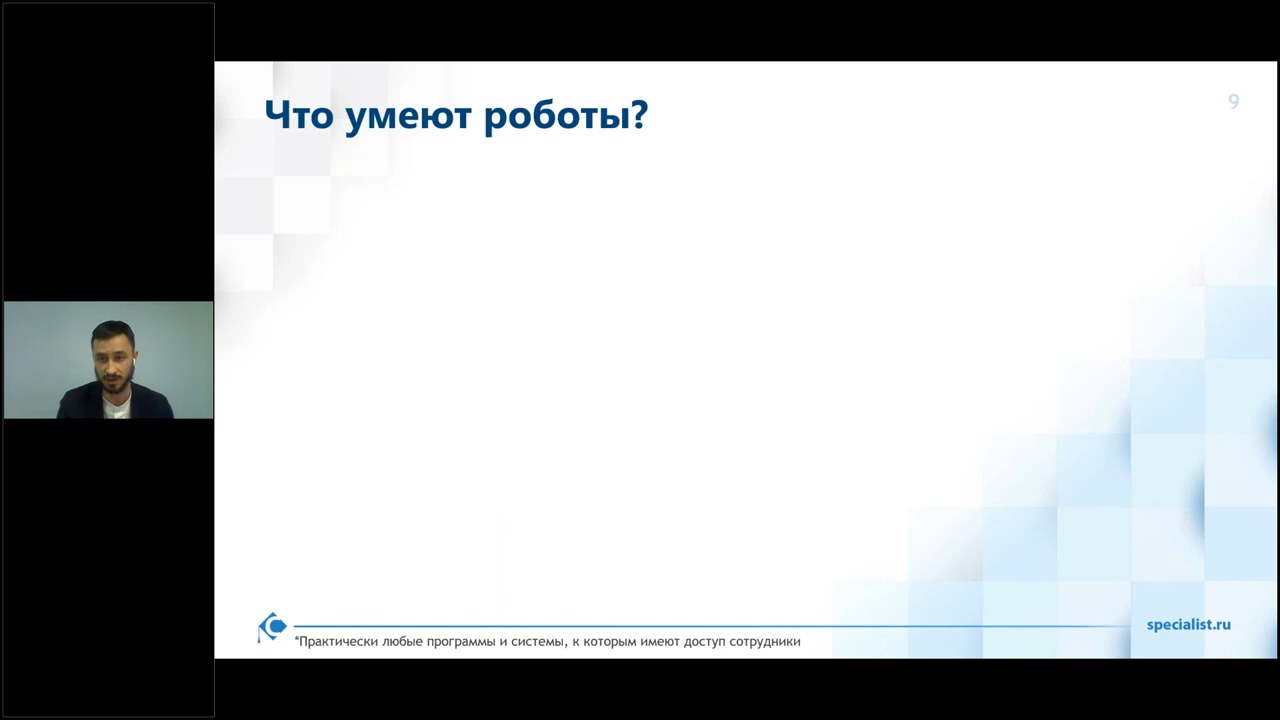 Что умеют роботы?
9
specialist.ru
*Практически любые программы и системы, к которым имеют доступ сотрудники